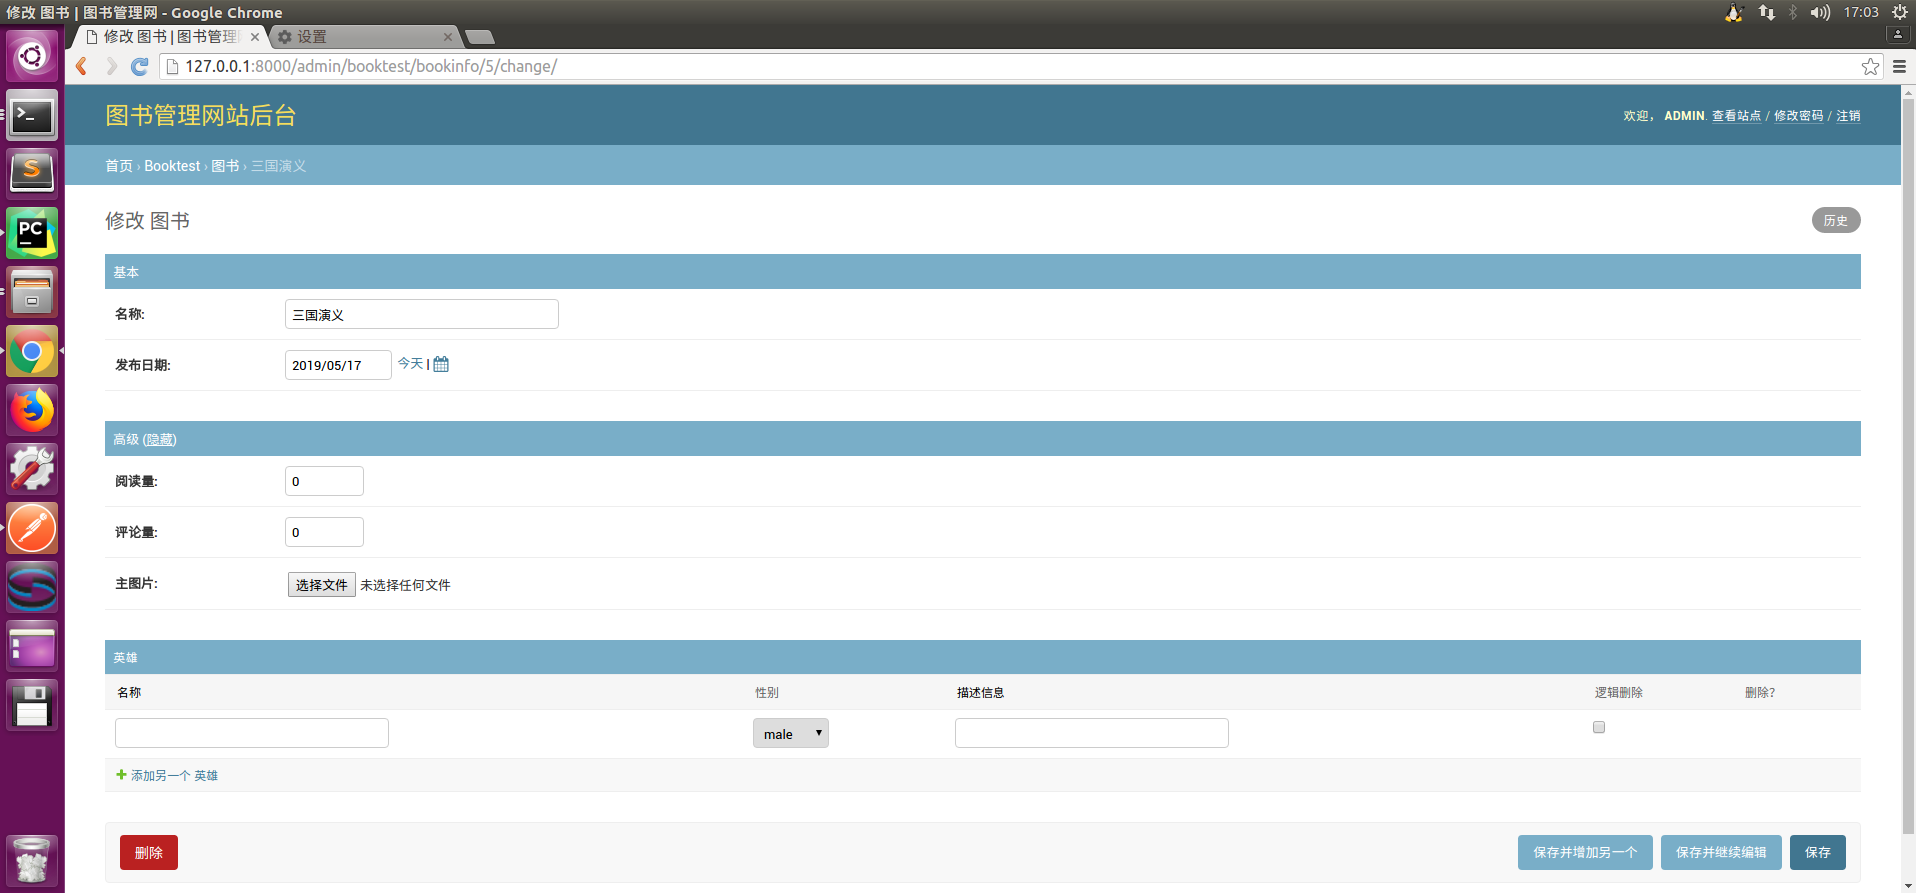 修改 图书 | 图书管理网 - Google Chrome
17:03
修改 图书 | 图书管理
设置
127.0.0.1:8000/admin/booktest/bookinfo/5/change/
图书管理网站后台
欢迎， ADMIN. 查看站点 / 修改密码 / 注销
首页 › Booktest › 图书 › 三国演义
修改 图书
历史
基本
名称: 三国演义
发布日期: 2019/05/17 今天 |
高级 (隐藏)
阅读量: 0
评论量: 0
主图片: 选择文件 未选择任何文件
英雄
名称 性别 描述信息 逻辑删除 删除?
male
添加另一个 英雄
删除 保存并增加另一个 保存并继续编辑 保存
>_
S
PC